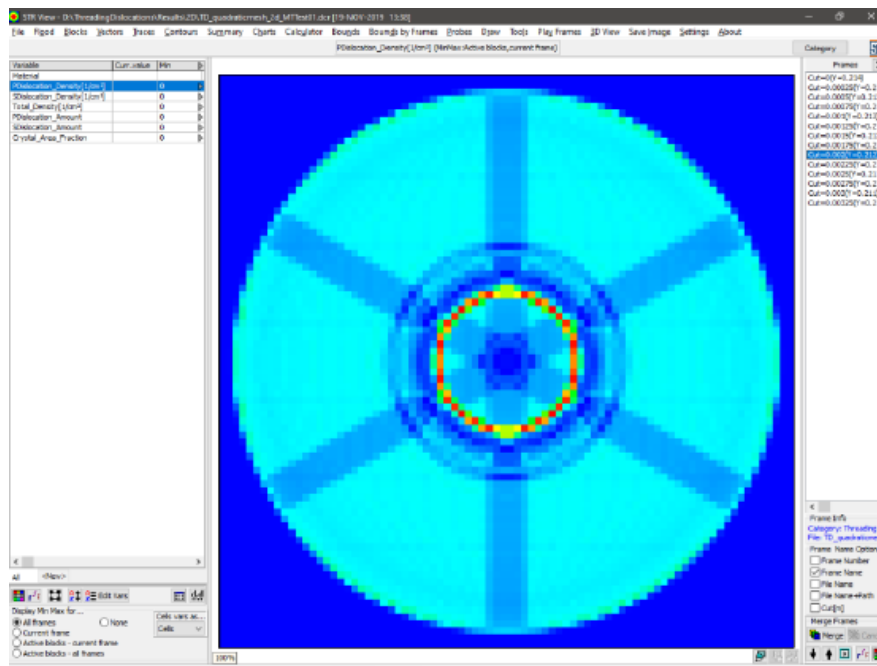 STR View - D:\ThreadingDislocations\Results\2D\TD_quadraticmesh_2d_MTTest01.dcr [19-NOV-2019 13:38]
File Blocks Vectors Traces Contours Summary Charts Calculator Bounds Bounds by Frames Probes Draw Tools Play Frames 3D View Save Image Settings About
PDislocation_Density[1/cm²] (MinMax:Active blocks,current frame)
Category
Variable Curr.value Min
Material
PDislocation_Density[1/cm²] 0
SDislocation_Density[1/cm²] 0
Total_Density[1/cm²] 0
PDislocation_Amount 0
SDislocation_Amount 0
Crystal_Area_Fraction 0
Frames
Cut=0[Y=0.214]
Cut=0.00025[Y=0.2
Cut=0.0005[Y=0.21
Cut=0.00075[Y=0.2
Cut=0.001[Y=0.213]
Cut=0.00125[Y=0.2
Cut=0.0015[Y=0.21
Cut=0.00175[Y=0.2
Cut=0.002[Y=0.212]
Cut=0.00225[Y=0.2
Cut=0.0025[Y=0.21
Cut=0.00275[Y=0.2
Cut=0.003[Y=0.211]
Cut=0.00325[Y=0.2
All <New>
Edit Vars
Display Min Max for ...
All frames None
Current frame
Active blocks - current frame
Active blocks - all frames
Cells vars as...
Cells
100%
Frame Info
Category: Threading
File: TD_quadraticme
Frame Name Option
Frame Number
Frame Name
File Name
File Name+Path
Cut[m]
Merge Frames
Merge